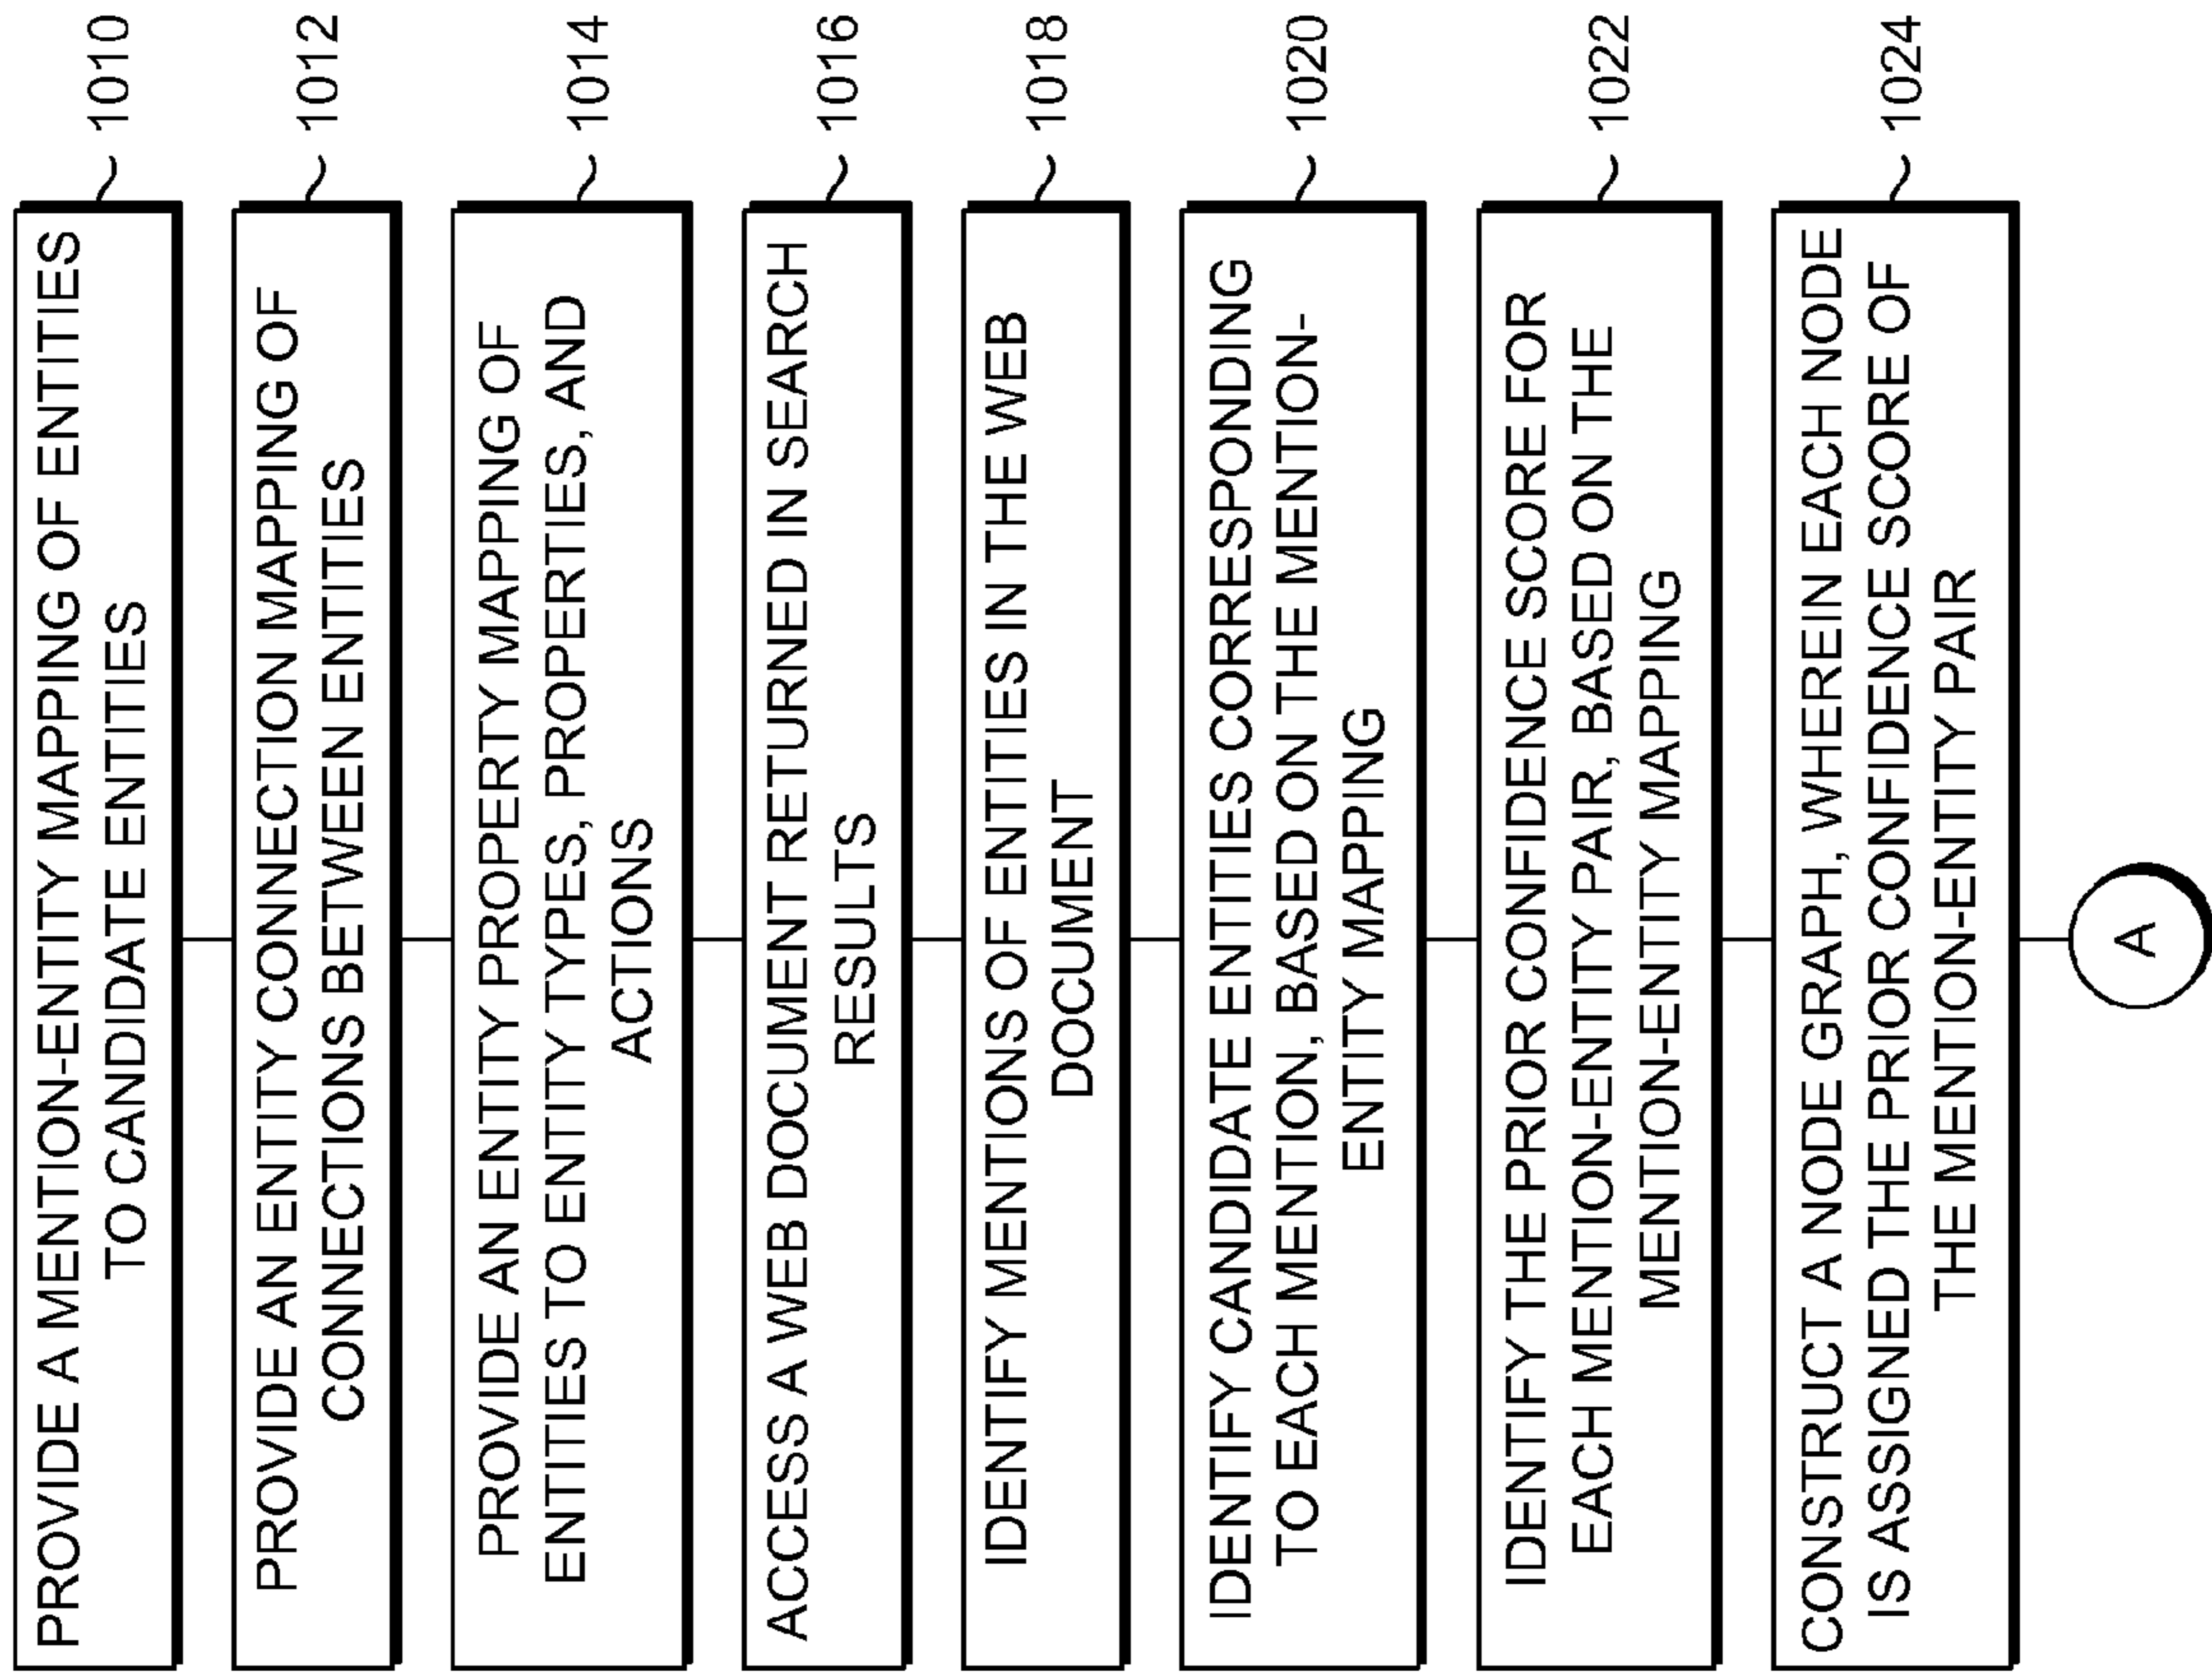 PROVIDE A MENTION-ENTITY MAPPING OF ENTITIES
TO CANDIDATE ENTITIES
1010
PROVIDE AN ENTITY CONNECTION MAPPING OF
CONNECTIONS BETWEEN ENTITIES
1012
PROVIDE AN ENTITY PROPERTY MAPPING OF
ENTITIES TO ENTITY TYPES, PROPERTIES, AND
ACTIONS
1014
ACCESS A WEB DOCUMENT RETURNED IN SEARCH
RESULTS
1016
IDENTIFY MENTIONS OF ENTITIES IN THE WEB
DOCUMENT
1018
IDENTIFY CANDIDATE ENTITIES CORRESPONDING
TO EACH MENTION, BASED ON THE MENTION-
ENTITY MAPPING
1020
IDENTIFY THE PRIOR CONFIDENCE SCORE FOR
EACH MENTION-ENTITY PAIR, BASED ON THE
MENTION-ENTITY MAPPING
1022
CONSTRUCT A NODE GRAPH, WHEREIN EACH NODE
IS ASSIGNED THE PRIOR CONFIDENCE SCORE OF
THE MENTION-ENTITY PAIR
1024
A